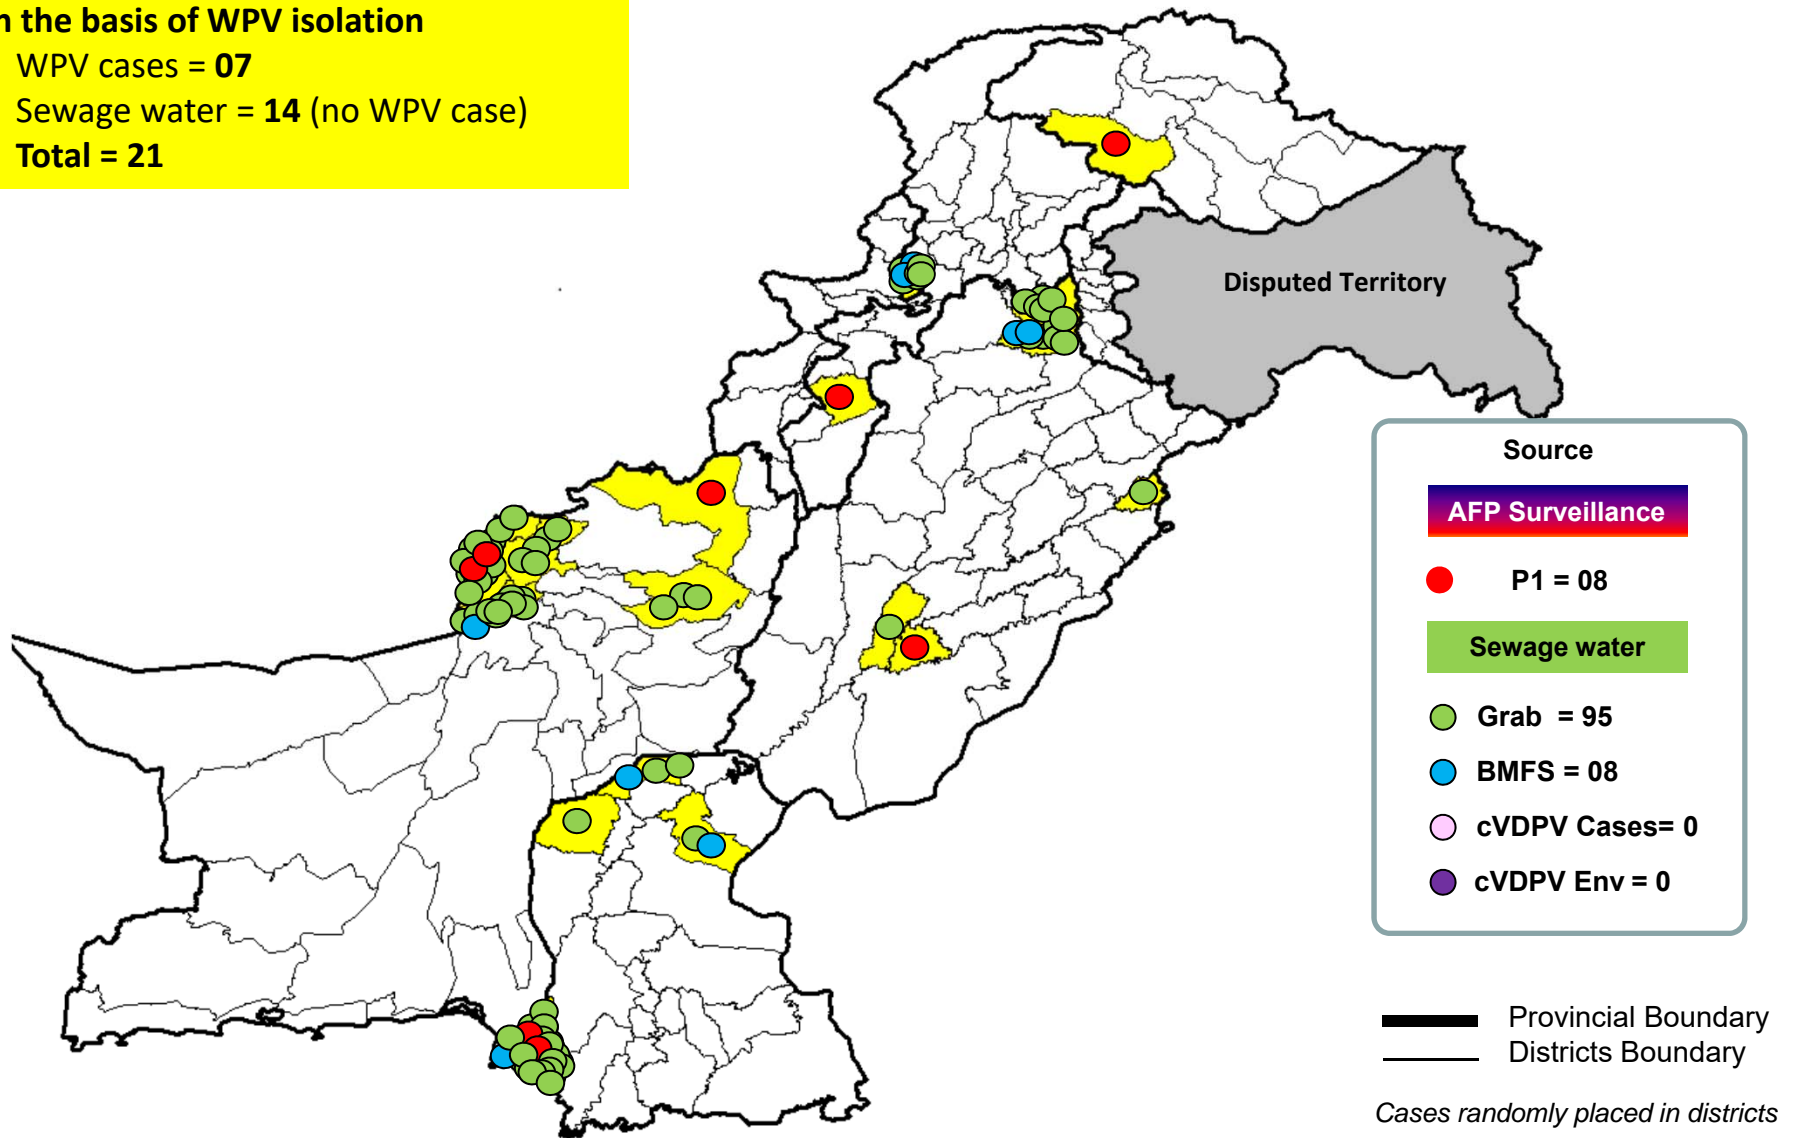 n the basis of WPV isolation
WPV cases = 07
Sewage water = 14 (no WPV case)
Total = 21
Disputed Territory
Source
AFP Surveillance
P1 = 08
Sewage water
Grab = 95
BMFS = 08
cVDPV Cases= 0
cVDPV Env = 0
Provincial Boundary
Districts Boundary
Cases randomly placed in districts